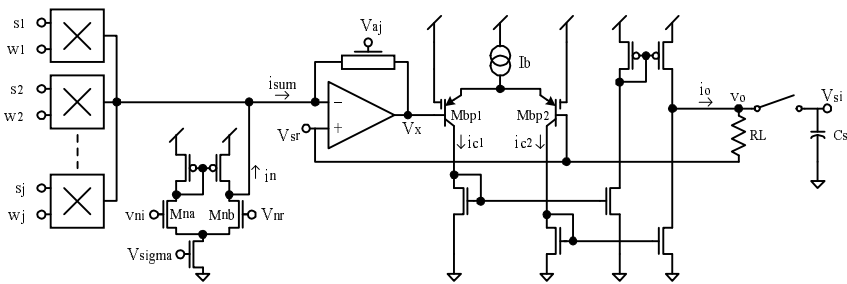 s1
w1
s2
w2
sj
wj
isum
in
vni
Mna
Mnb
Vnr
Vsigma
Vaj
Vsr
−
+
Vx
Ib
Mbp1
Mbp2
ic1
ic2
io
vo
RL
Vsi
Cs